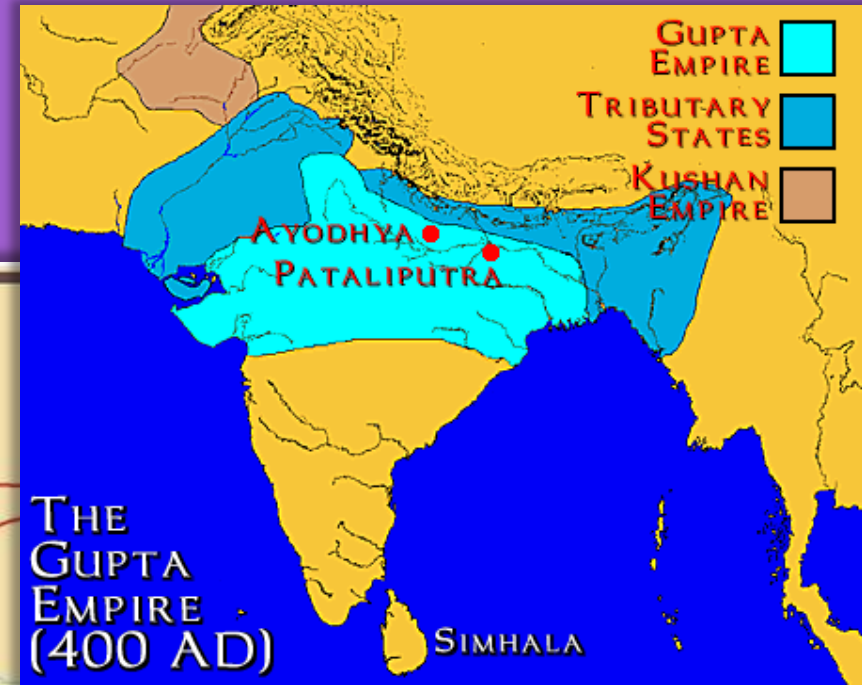 GUPTA
EMPIRE
TRIBUTARY
STATES
KUSHAN
EMPIRE
AYODHYA
PATALIPUTRA
THE
GUPTA
EMPIRE
(400 AD)
SIMHALA